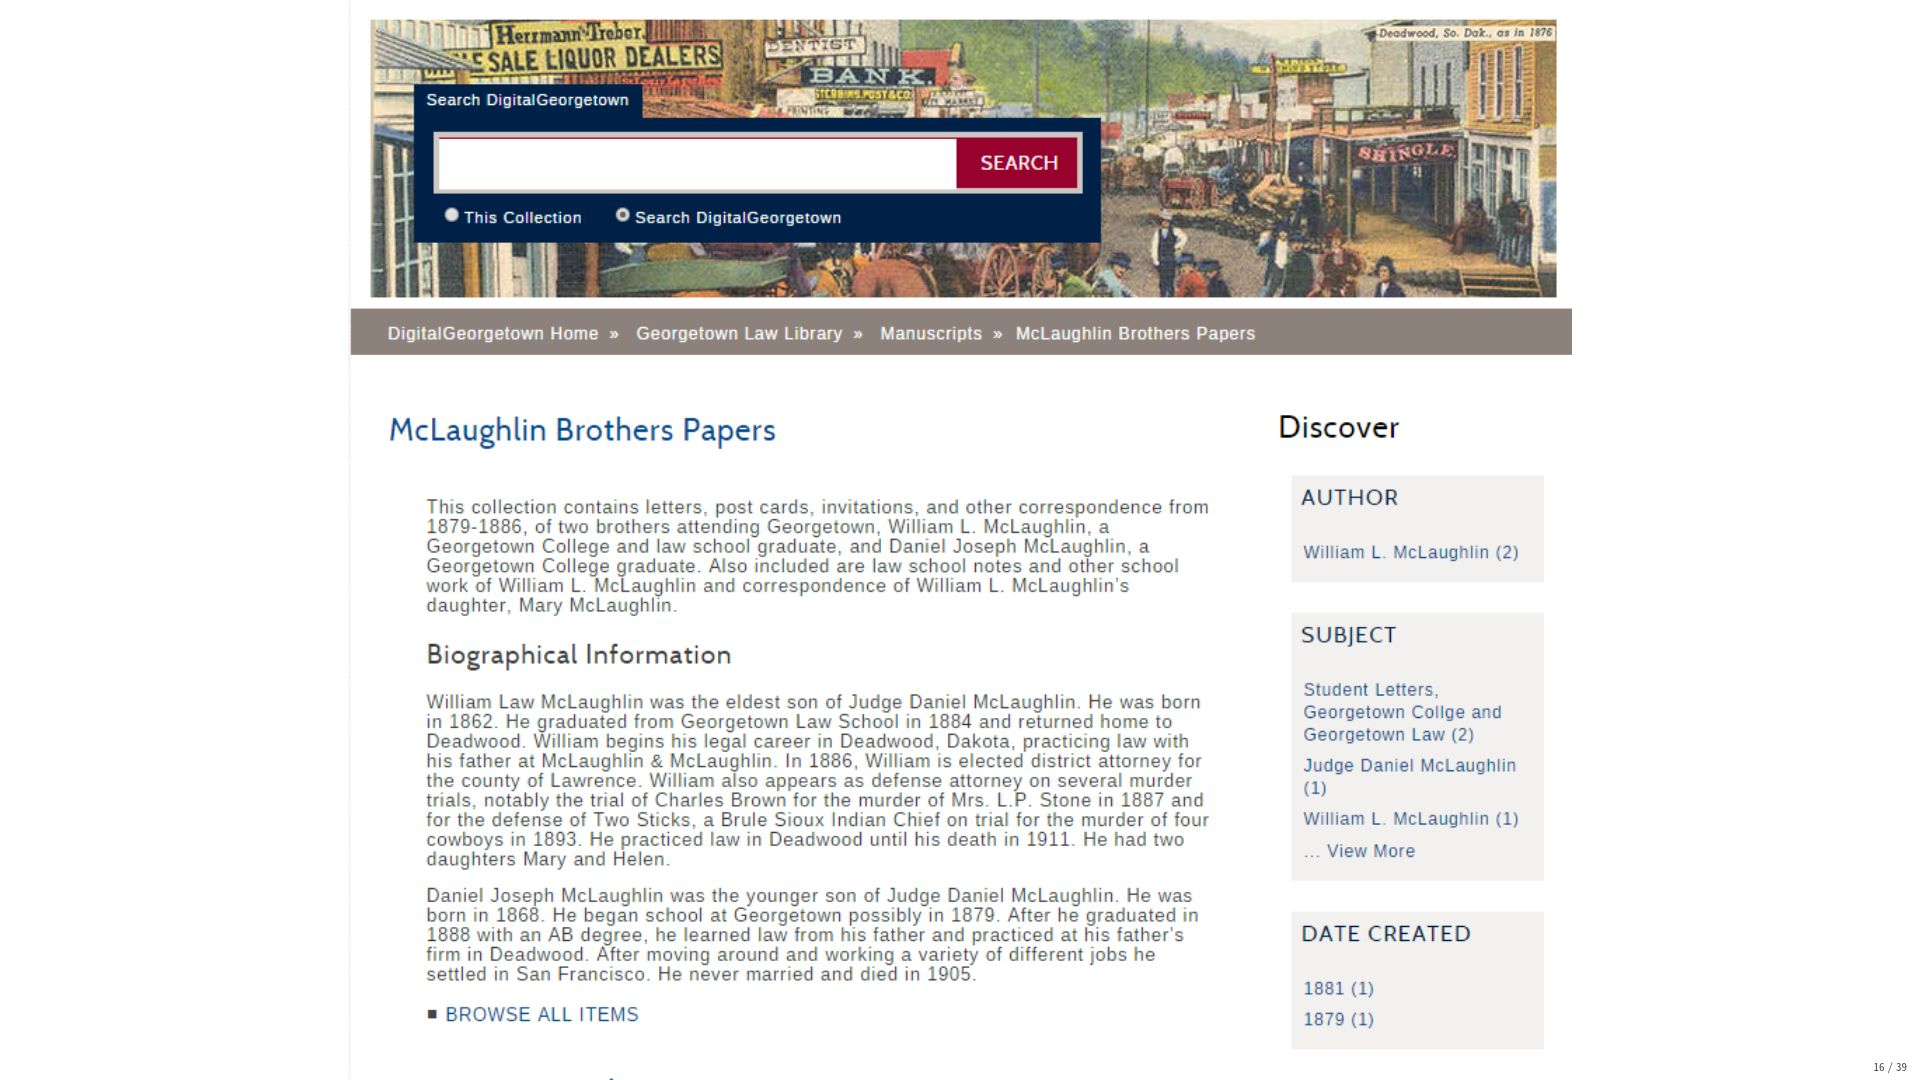 Herrmann Treber.
LE SALE LIQUOR DEALERS
DENTIST
BANK.
STEBBINS, POST & CO.
PRINTING
Deadwood, So. Dak., as in 1876
SHINGLE.
Search DigitalGeorgetown
SEARCH
This Collection Search DigitalGeorgetown
DigitalGeorgetown Home » Georgetown Law Library » Manuscripts » McLaughlin Brothers Papers
McLaughlin Brothers Papers
This collection contains letters, post cards, invitations, and other correspondence from
1879-1886, of two brothers attending Georgetown, William L. McLaughlin, a
Georgetown College and law school graduate, and Daniel Joseph McLaughlin, a
Georgetown College graduate. Also included are law school notes and other school
work of William L. McLaughlin and correspondence of William L. McLaughlin's
daughter, Mary McLaughlin.
Biographical Information
William Law McLaughlin was the eldest son of Judge Daniel McLaughlin. He was born
in 1862. He graduated from Georgetown Law School in 1884 and returned home to
Deadwood. William begins his legal career in Deadwood, Dakota, practicing law with
his father at McLaughlin & McLaughlin. In 1886, William is elected district attorney for
the county of Lawrence. William also appears as defense attorney on several murder
trials, notably the trial of Charles Brown for the murder of Mrs. L.P. Stone in 1887 and
for the defense of Two Sticks, a Brule Sioux Indian Chief on trial for the murder of four
cowboys in 1893. He practiced law in Deadwood until his death in 1911. He had two
daughters Mary and Helen.
Daniel Joseph McLaughlin was the younger son of Judge Daniel McLaughlin. He was
born in 1868. He began school at Georgetown possibly in 1879. After he graduated in
1888 with an AB degree, he learned law from his father and practiced at his father's
firm in Deadwood. After moving around and working a variety of different jobs he
settled in San Francisco. He never married and died in 1905.
BROWSE ALL ITEMS
Discover
AUTHOR
William L. McLaughlin (2)
SUBJECT
Student Letters,
Georgetown Collge and
Georgetown Law (2)
Judge Daniel McLaughlin
(1)
William L. McLaughlin (1)
... View More
DATE CREATED
1881 (1)
1879 (1)
16 / 39